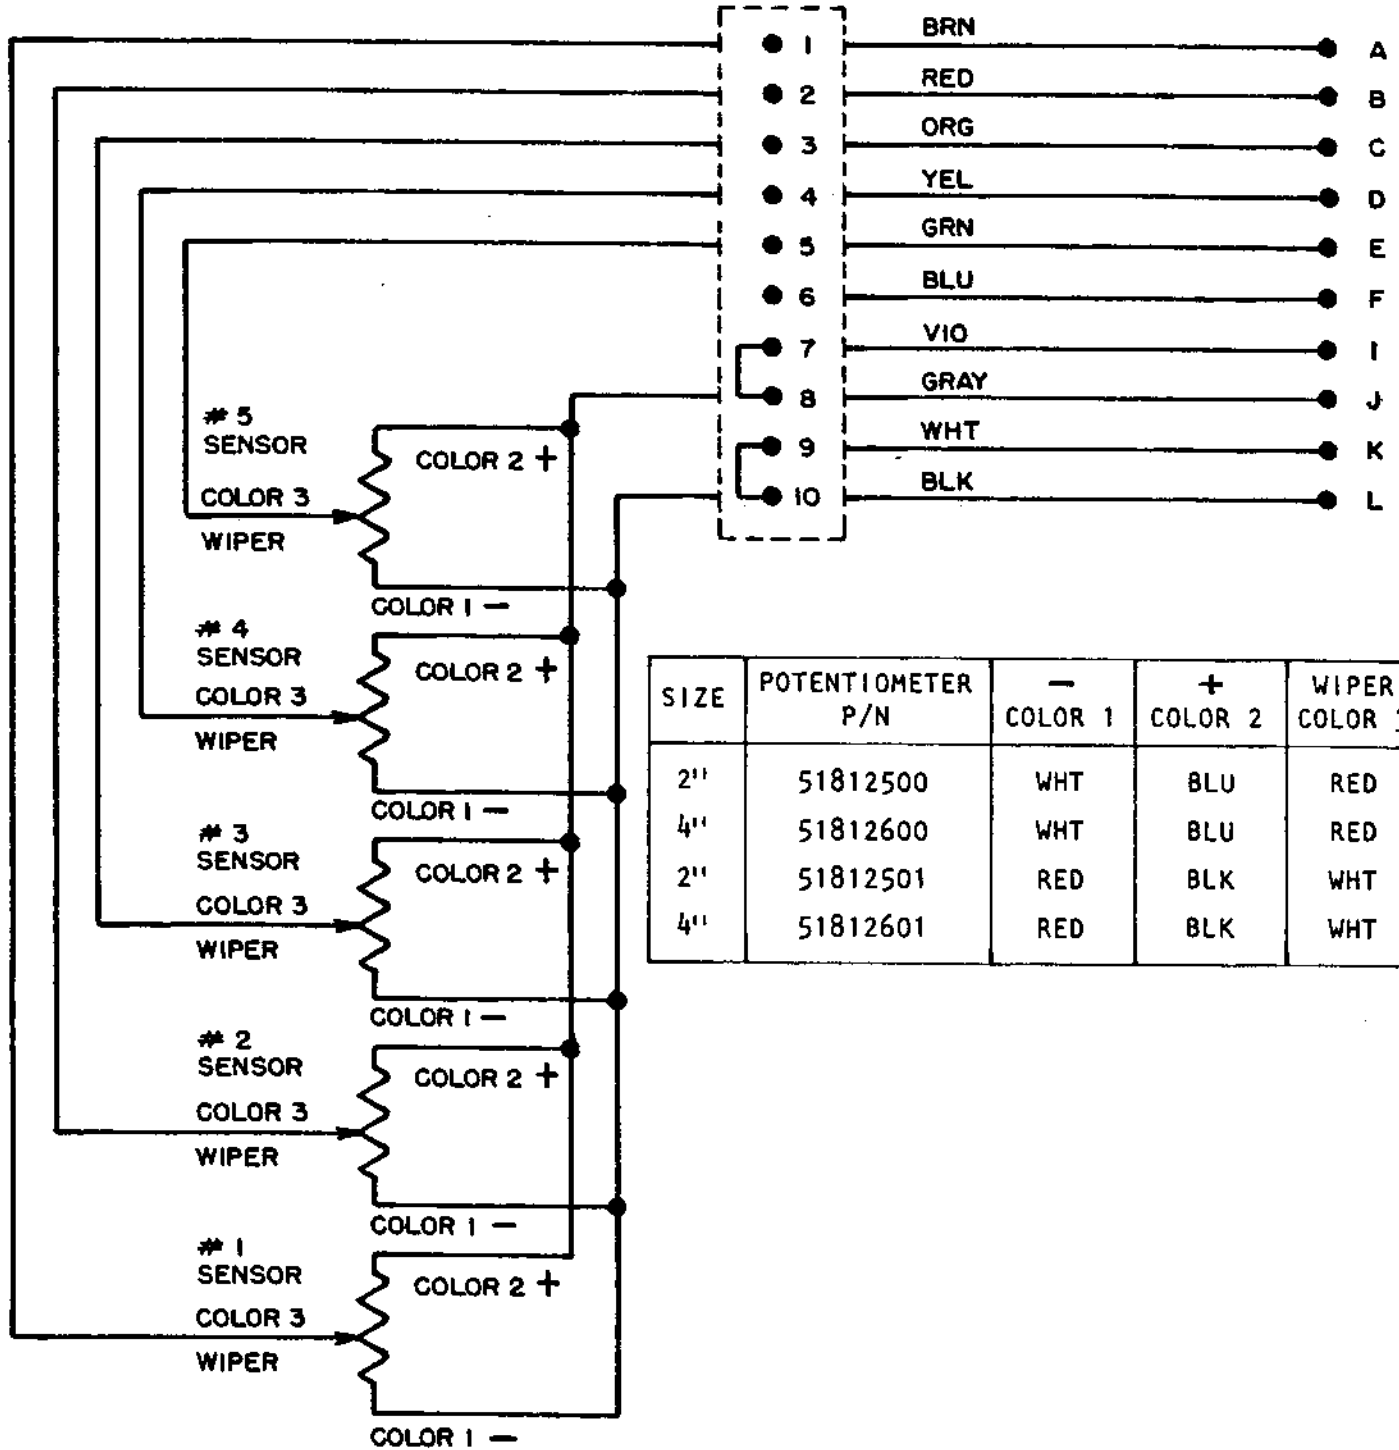 1 BRN A
2 RED B
3 ORG C
4 YEL D
5 GRN E
6 BLU F
7 VIO I
8 GRAY J
9 WHT K
10 BLK L
# 5
SENSOR
COLOR 2 +
COLOR 3
WIPER
COLOR 1 —
# 4
SENSOR
COLOR 2 +
COLOR 3
WIPER
COLOR 1 —
# 3
SENSOR
COLOR 2 +
COLOR 3
WIPER
COLOR 1 —
# 2
SENSOR
COLOR 2 +
COLOR 3
WIPER
COLOR 1 —
# 1
SENSOR
COLOR 2 +
COLOR 3
WIPER
COLOR 1 —
SIZE POTENTIOMETER P/N — COLOR 1 + COLOR 2 WIPER COLOR
2" 51812500 WHT BLU RED
4" 51812600 WHT BLU RED
2" 51812501 RED BLK WHT
4" 51812601 RED BLK WHT